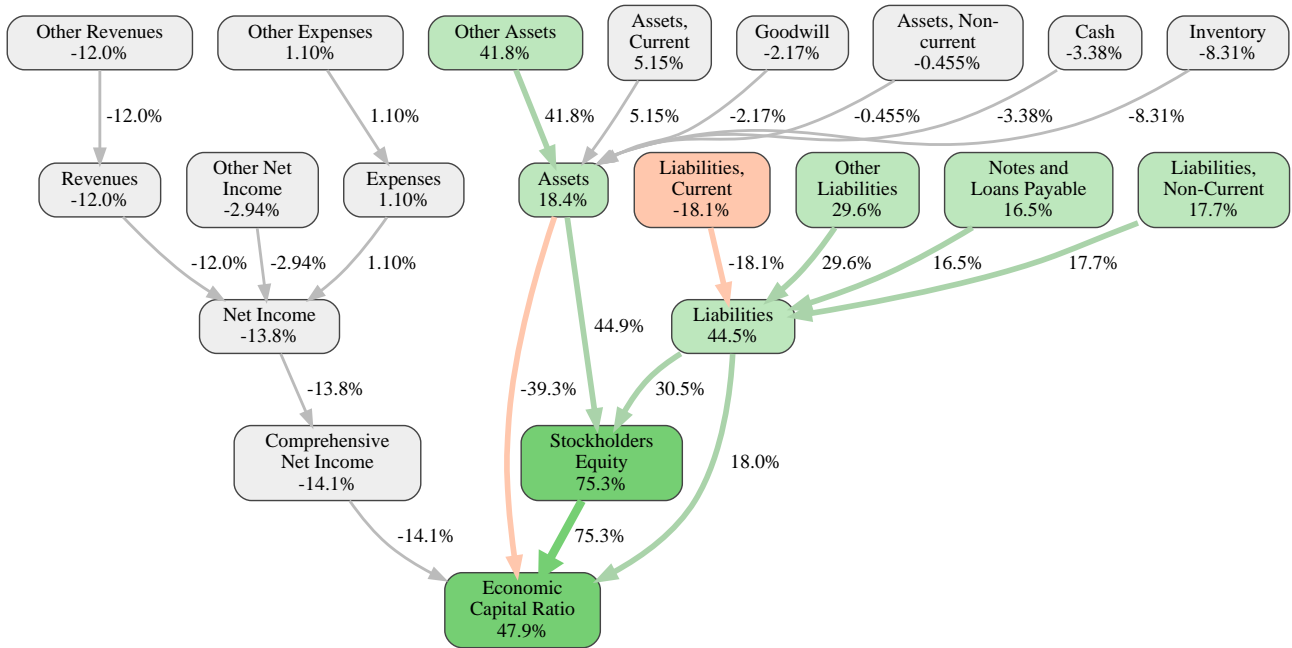 Other Revenues
-12.0%
Other Expenses
1.10%
Other Assets
41.8%
Assets,
Current
5.15%
Goodwill
-2.17%
Assets, Non-
current
-0.455%
Cash
-3.38%
Inventory
-8.31%
-12.0%
1.10%
41.8%
5.15%
-2.17%
-0.455%
-3.38%
-8.31%
Revenues
-12.0%
Other Net
Income
-2.94%
Expenses
1.10%
Assets
18.4%
Liabilities,
Current
-18.1%
Other
Liabilities
29.6%
Notes and
Loans Payable
16.5%
Liabilities,
Non-Current
17.7%
-12.0%
-2.94%
1.10%
-18.1%
29.6%
16.5%
17.7%
Net Income
-13.8%
44.9%
Liabilities
44.5%
-13.8%
-39.3%
30.5%
Comprehensive
Net Income
-14.1%
Stockholders
Equity
75.3%
18.0%
-14.1%
75.3%
Economic
Capital Ratio
47.9%